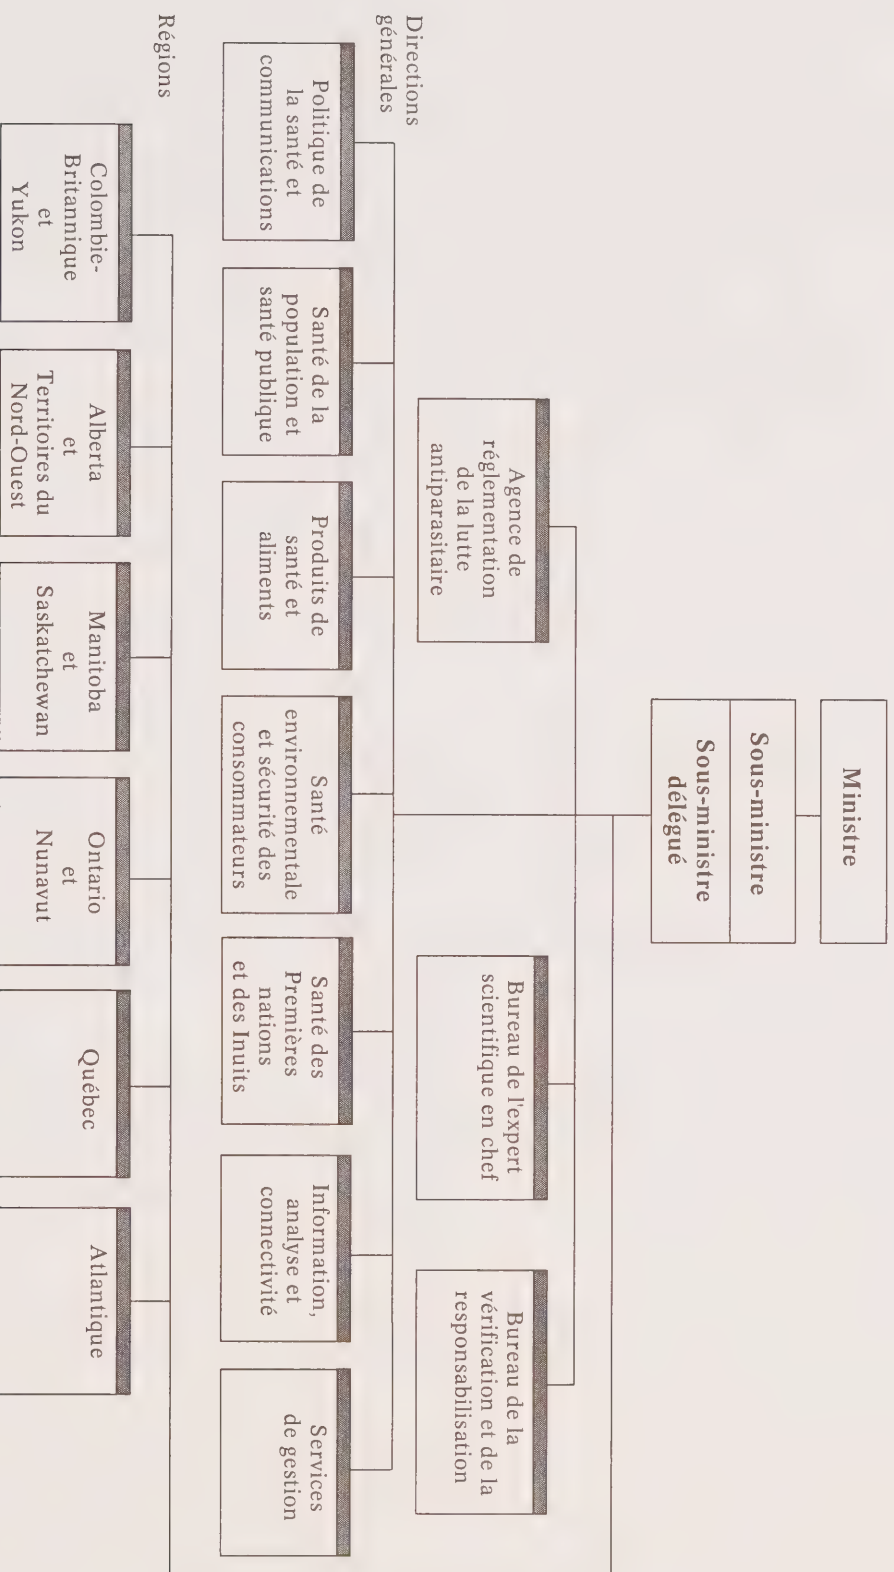 Ministre
Sous-ministre
Sous-ministre
délégué
Agence de
réglementation
de la lutte
antiparasitaire
Bureau de l'expert
scientifique en chef
Bureau de la
vérification et de la
responsabilisation
Directions
générales
Politique de
la santé et
communications
Santé de la
population et
santé publique
Produits de
santé et
aliments
Santé
environnementale
et sécurité des
consommateurs
Santé des
Premières
nations
et des Inuits
Information,
analyse et
connectivité
Services
de gestion
Régions
Colombie-
Britannique
et
Yukon
Alberta
et
Territoires du
Nord-Ouest
Manitoba
et
Saskatchewan
Ontario
et
Nunavut
Québec
Atlantique